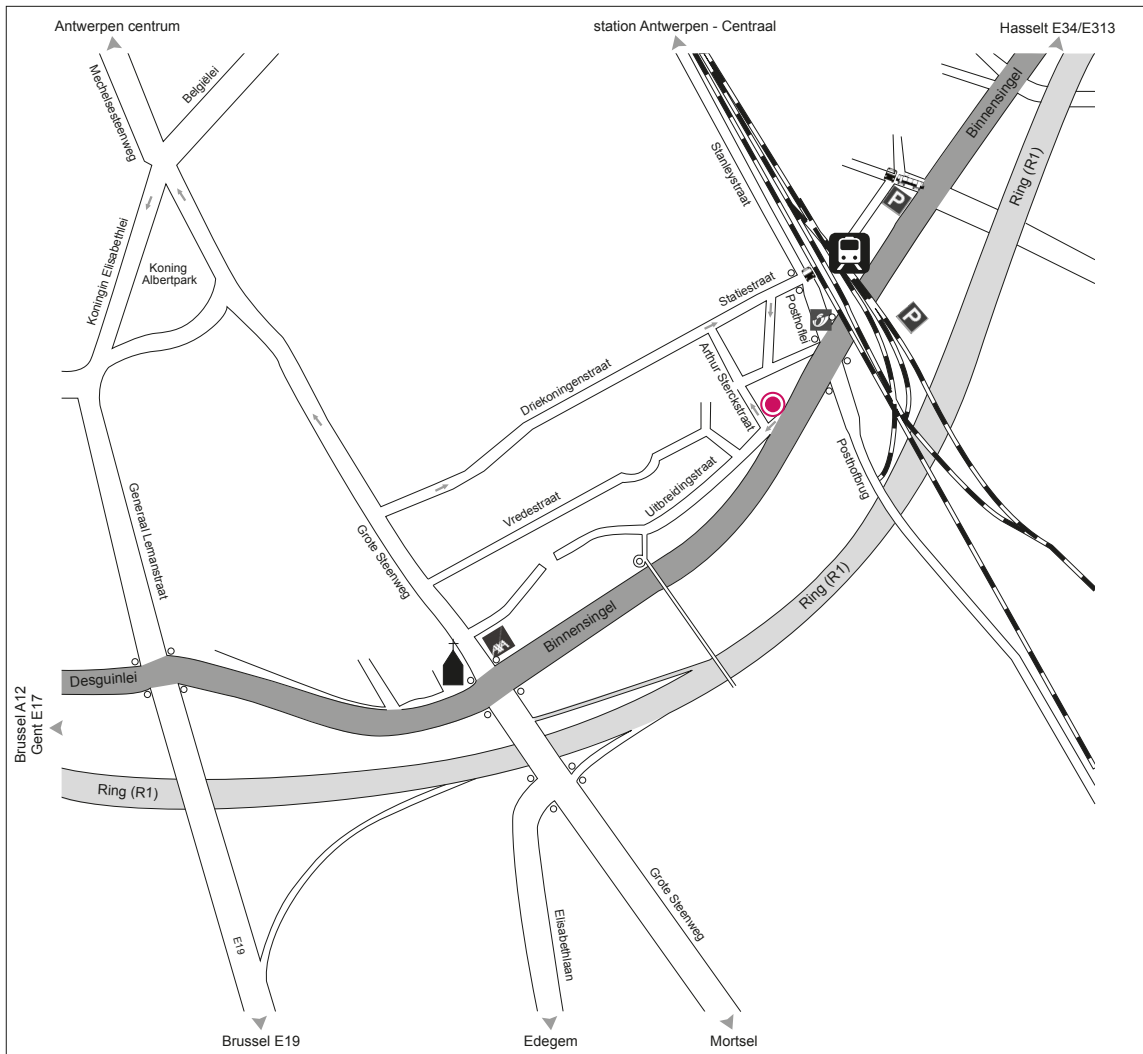 Antwerpen centrum
station Antwerpen - Centraal
Hasselt E34/E313
Mechelsesteenweg
Belgiëlei
Binnensingel
Stanleystraat
Ring (R1)
P
Koningin Elisabethlei
Koning
Albertpark
Statiestraat
Posthoflei
P
Driekoningenstraat
Arthur Sterckstraat
Vredestraat
Uitbreidingstraat
Posthofbrug
Generaal Lemanstraat
Grote Steenweg
Ring (R1)
Binnensingel
AXA
Desguinlei
Brussel A12
Gent E17
Ring (R1)
E19
Elisabethlaan
Grote Steenweg
Brussel E19
Edegem
Mortsel